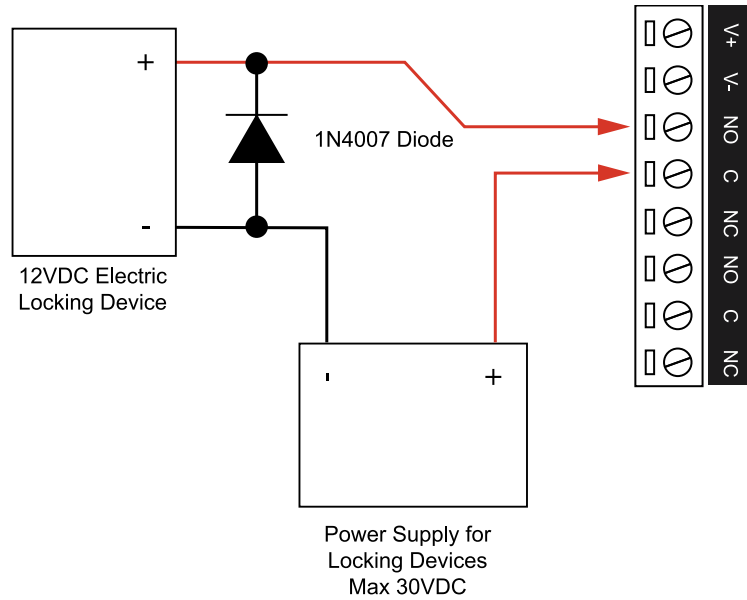 +
-
1N4007 Diode
12VDC Electric
Locking Device
-
+
Power Supply for
Locking Devices
Max 30VDC
V+
V-
NO
C
NC
NO
C
NC